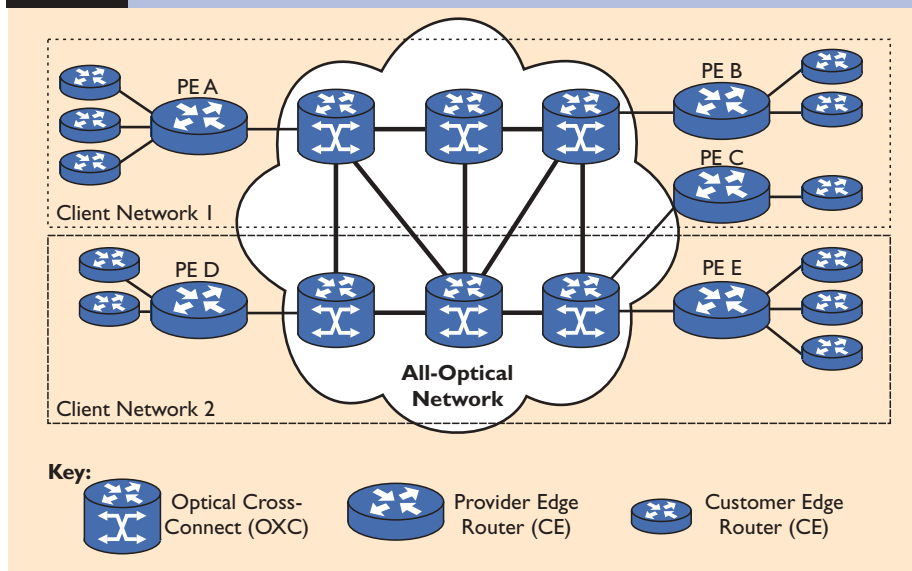 PE A
PE B
PE C
Client Network 1
PE D
PE E
All-Optical
Network
Client Network 2
Key:
Optical Cross-
Connect (OXC)
Provider Edge
Router (CE)
Customer Edge
Router (CE)